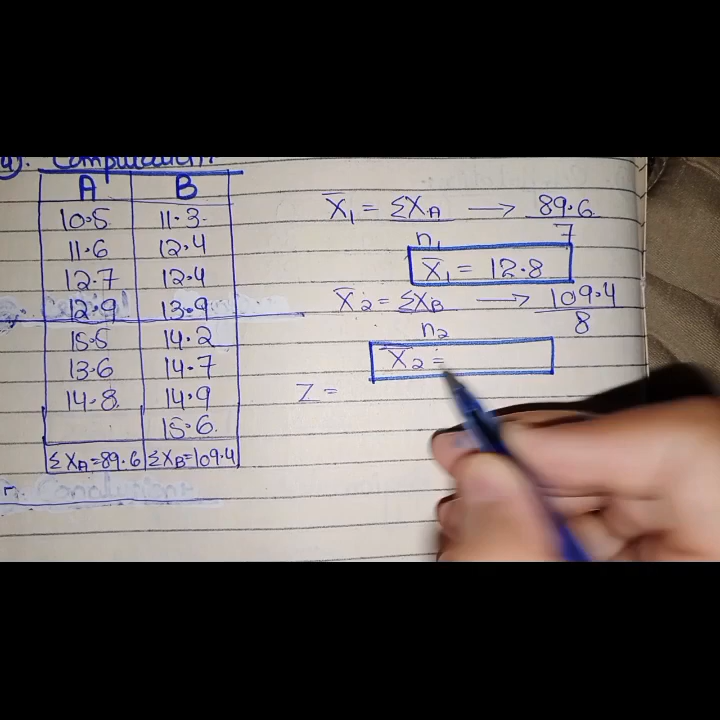 4). Computation:
A B
10.5 11.3
11.6 12.4
12.7 12.4
12.9 13.9
15.5 14.2
13.6 14.7
14.8 14.9
15.6
ΣXA=89.6 ΣXB=109.4
X̄1 = ΣXA/n1 → 89.6/7
X̄1 = 12.8
X̄2 = ΣXB/n2 → 109.4/8
X̄2 =
Z =